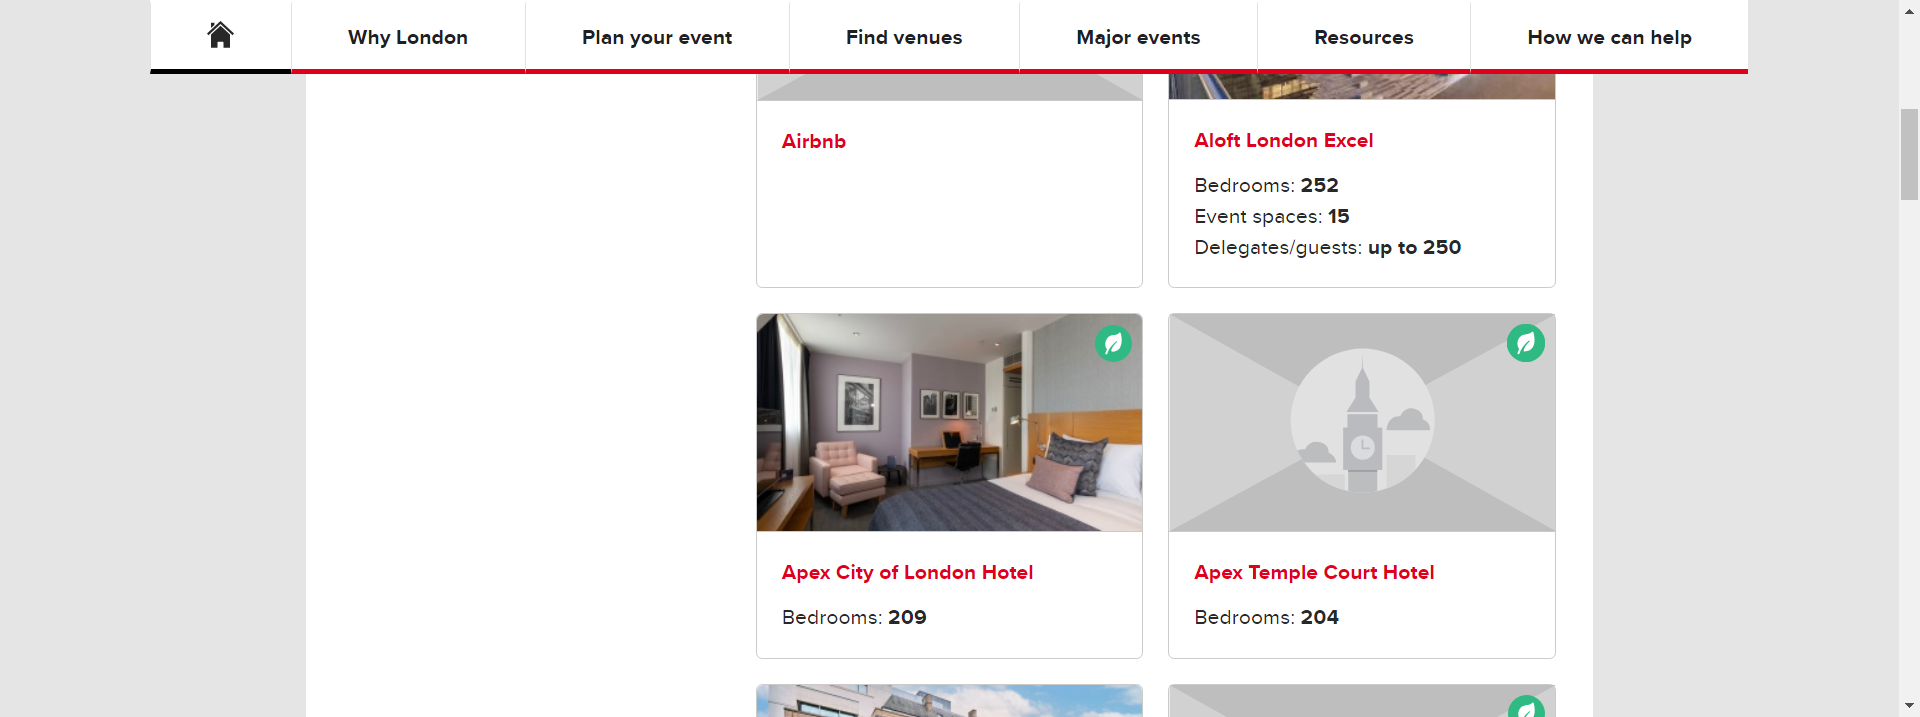 Why London
Plan your event
Find venues
Major events
Resources
How we can help
Airbnb
Aloft London Excel
Bedrooms: 252
Event spaces: 15
Delegates/guests: up to 250
Apex City of London Hotel
Bedrooms: 209
Apex Temple Court Hotel
Bedrooms: 204